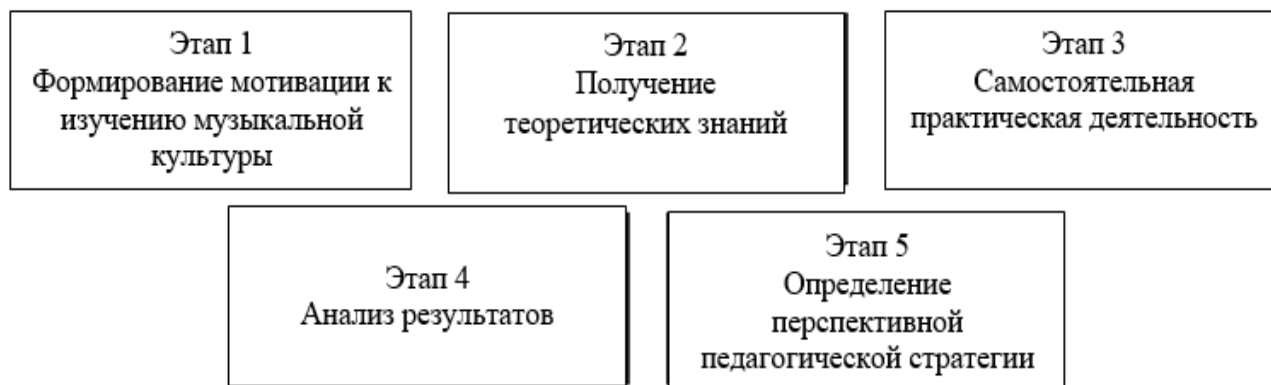 Этап 1
Формирование мотивации к
изучению музыкальной
культуры
Этап 2
Получение
теоретических знаний
Этап 3
Самостоятельная
практическая деятельность
Этап 4
Анализ результатов
Этап 5
Определение
перспективной
педагогической стратегии